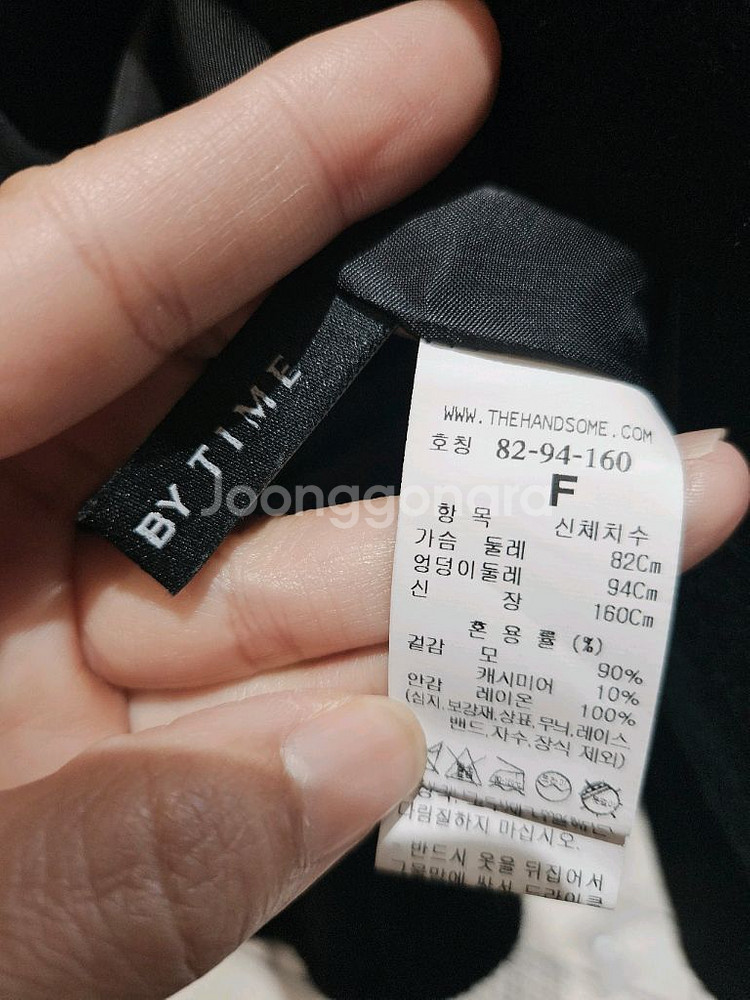 BY TIME
WWW.THEHANDSOME.COM
호칭 82-94-160
F
항 목 신체치수
가슴 둘레 82Cm
엉덩이둘레 94Cm
신 장 160Cm
혼 용 률 (%)
겉감 모 90%
캐시미어 10%
안감 레이온 100%
(심지,보강재,상표,무늬,레이스
밴드,자수,장식 제외)
다림질하지 마십시오.
반드시 옷을 뒤집어서
Joonggongnara